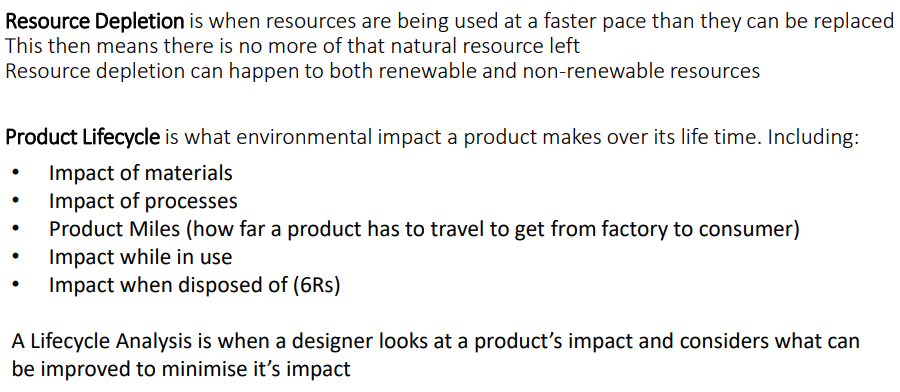 Resource Depletion is when resources are being used at a faster pace than they can be replaced
This then means there is no more of that natural resource left
Resource depletion can happen to both renewable and non-renewable resources
Product Lifecycle is what environmental impact a product makes over its life time. Including:
• Impact of materials
• Impact of processes
• Product Miles (how far a product has to travel to get from factory to consumer)
• Impact while in use
• Impact when disposed of (6Rs)
A Lifecycle Analysis is when a designer looks at a product’s impact and considers what can
be improved to minimise it’s impact